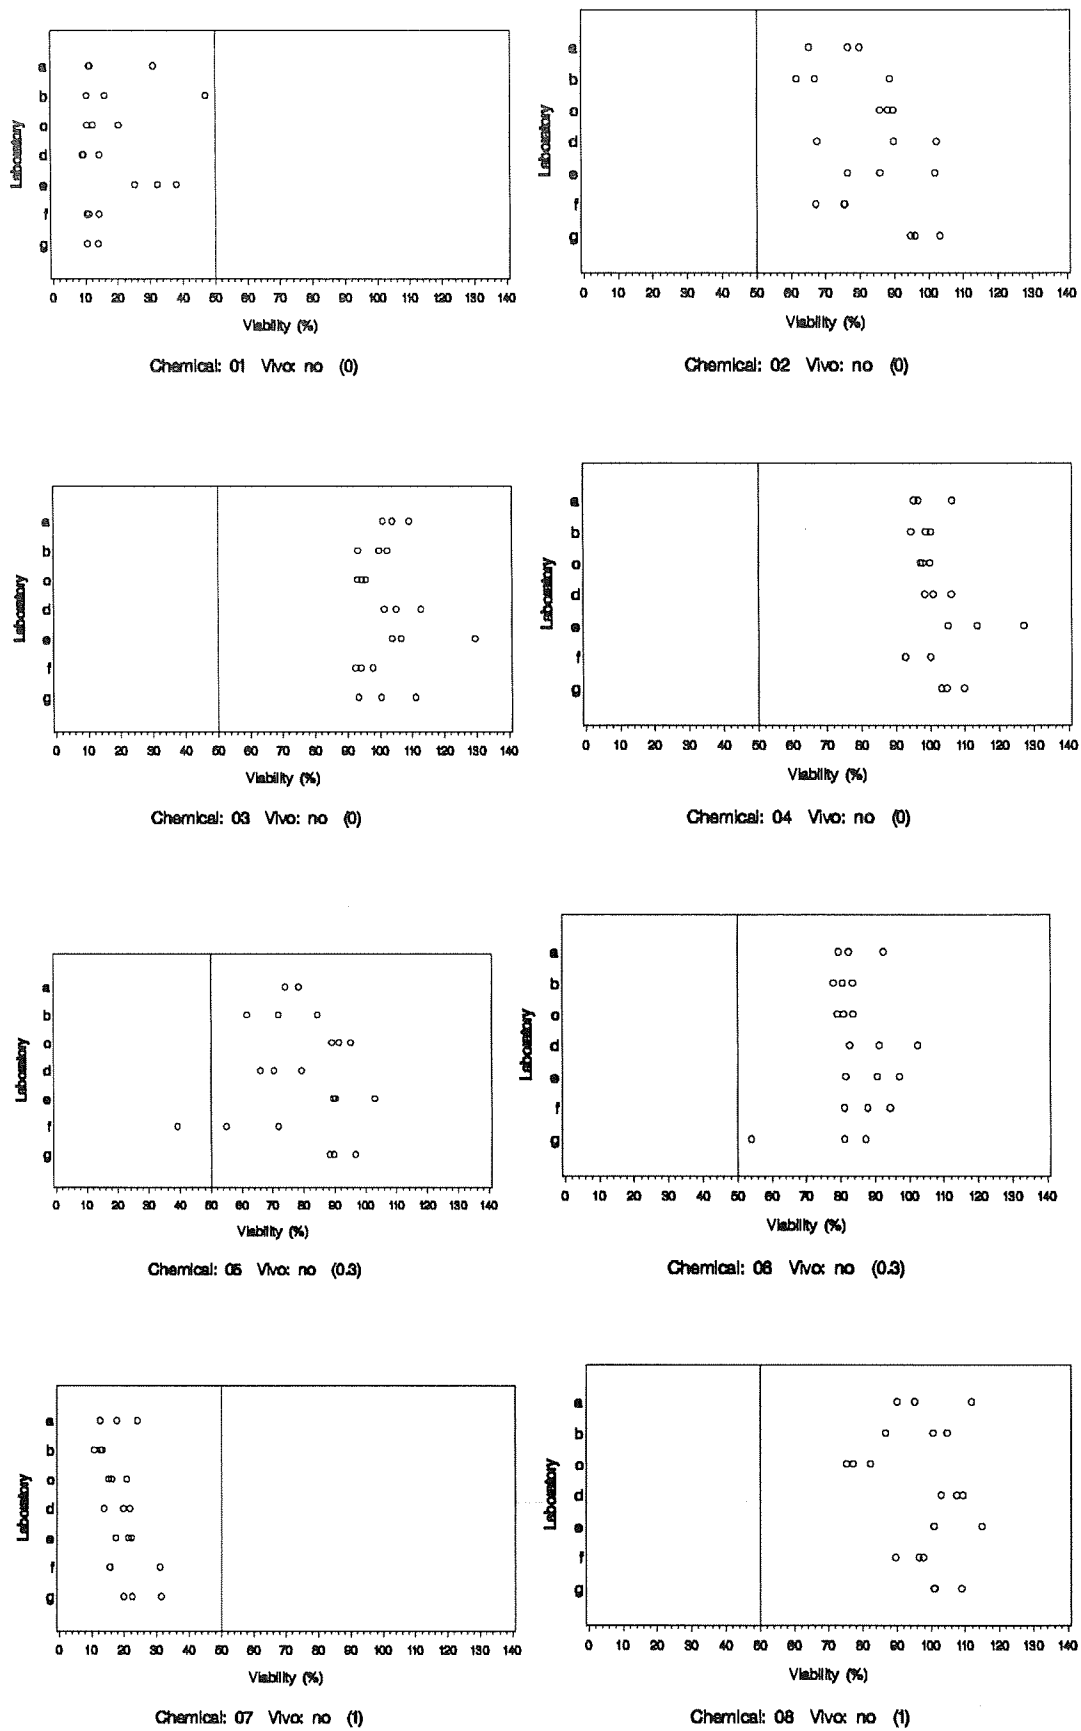 Laboratory
a
b
c
d
e
f
g
0 10 20 30 40 50 60 70 80 90 100 110 120 130 140
Viability (%)
Chemical: 01 Vivo: no (0)
Laboratory
a
b
c
d
e
f
g
0 10 20 30 40 50 60 70 80 90 100 110 120 130 140
Viability (%)
Chemical: 02 Vivo: no (0)
Laboratory
a
b
c
d
e
f
g
0 10 20 30 40 50 60 70 80 90 100 110 120 130 140
Viability (%)
Chemical: 03 Vivo: no (0)
Laboratory
a
b
c
d
e
f
g
0 10 20 30 40 50 60 70 80 90 100 110 120 130 140
Viability (%)
Chemical: 04 Vivo: no (0)
Laboratory
a
b
c
d
e
f
g
0 10 20 30 40 50 60 70 80 90 100 110 120 130 140
Viability (%)
Chemical: 05 Vivo: no (0.3)
Laboratory
a
b
c
d
e
f
g
0 10 20 30 40 50 60 70 80 90 100 110 120 130 140
Viability (%)
Chemical: 06 Vivo: no (0.3)
Laboratory
a
b
c
d
e
f
g
0 10 20 30 40 50 60 70 80 90 100 110 120 130 140
Viability (%)
Chemical: 07 Vivo: no (1)
Laboratory
a
b
c
d
e
f
g
0 10 20 30 40 50 60 70 80 90 100 110 120 130 140
Viability (%)
Chemical: 08 Vivo: no (1)